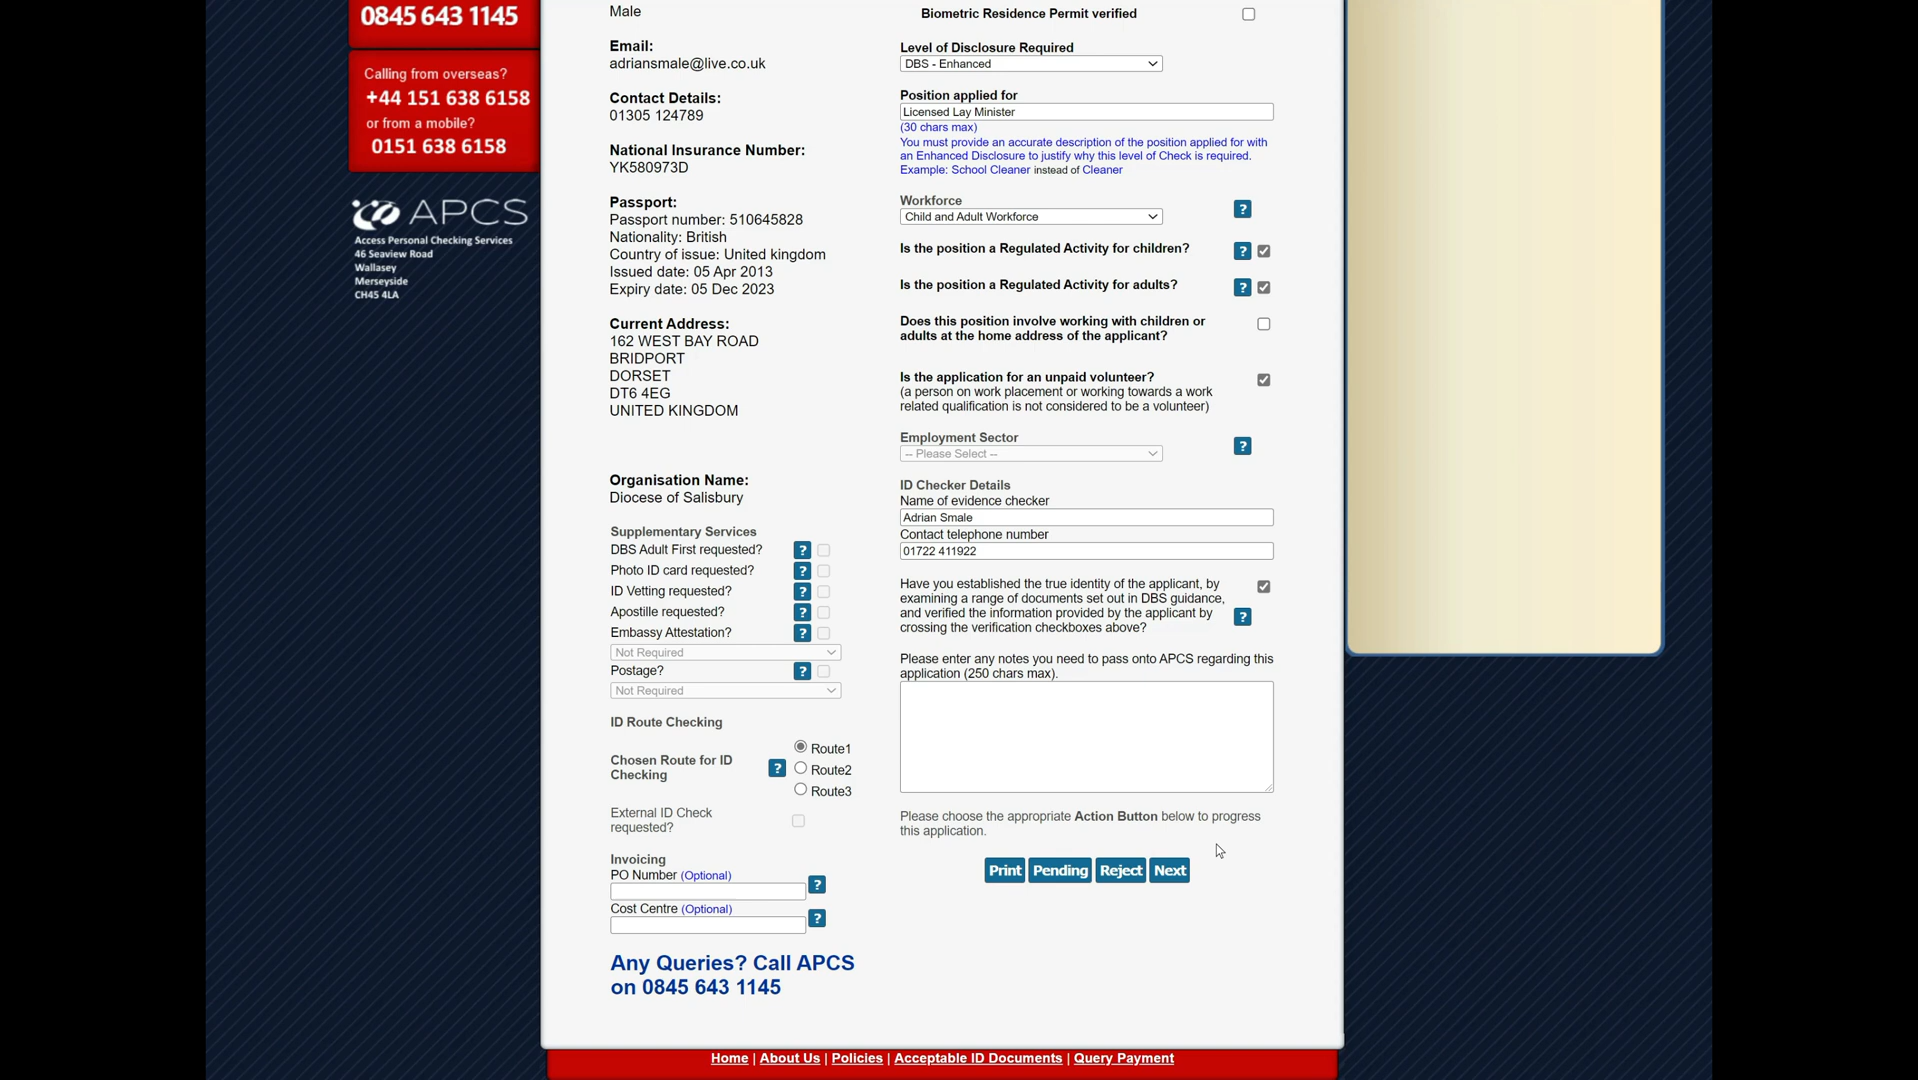 0845 643 1145
Calling from overseas?
+44 151 638 6158
or from a mobile?
0151 638 6158
APCS
Access Personal Checking Services
46 Seaview Road
Wallasey
Merseyside
CH45 4LA
Male
Email:
adriansmale@live.co.uk
Contact Details:
01305 124789
National Insurance Number:
YK580973D
Passport:
Passport number: 510645828
Nationality: British
Country of issue: United kingdom
Issued date: 05 Apr 2013
Expiry date: 05 Dec 2023
Current Address:
162 WEST BAY ROAD
BRIDPORT
DORSET
DT6 4EG
UNITED KINGDOM
Organisation Name:
Diocese of Salisbury
Supplementary Services
DBS Adult First requested? ?
Photo ID card requested? ?
ID Vetting requested? ?
Apostille requested? ?
Embassy Attestation? ?
Not Required
Postage? ?
Not Required
ID Route Checking
Chosen Route for ID
Checking
?
Route1
Route2
Route3
External ID Check
requested?
Invoicing
PO Number (Optional)
?
Cost Centre (Optional)
?
Any Queries? Call APCS
on 0845 643 1145
Biometric Residence Permit verified
Level of Disclosure Required
DBS - Enhanced
Position applied for
Licensed Lay Minister
(30 chars max)
You must provide an accurate description of the position applied for with
an Enhanced Disclosure to justify why this level of Check is required.
Example: School Cleaner instead of Cleaner
Workforce
Child and Adult Workforce
?
Is the position a Regulated Activity for children? ?
Is the position a Regulated Activity for adults? ?
Does this position involve working with children or
adults at the home address of the applicant?
Is the application for an unpaid volunteer?
(a person on work placement or working towards a work
related qualification is not considered to be a volunteer)
Employment Sector
-- Please Select --
?
ID Checker Details
Name of evidence checker
Adrian Smale
Contact telephone number
01722 411922
Have you established the true identity of the applicant, by
examining a range of documents set out in DBS guidance,
and verified the information provided by the applicant by
crossing the verification checkboxes above?
?
Please enter any notes you need to pass onto APCS regarding this
application (250 chars max).
Please choose the appropriate Action Button below to progress
this application.
Print Pending Reject Next
Home | About Us | Policies | Acceptable ID Documents | Query Payment